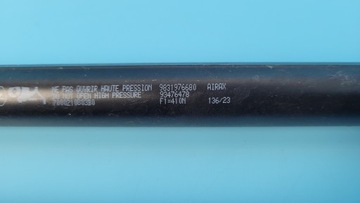 NE PAS OUVRIR HAUTE PRESSION 9831976680 AIRAX
DO NOT OPEN HIGH PRESSURE 93476478
F1=410N 136/23